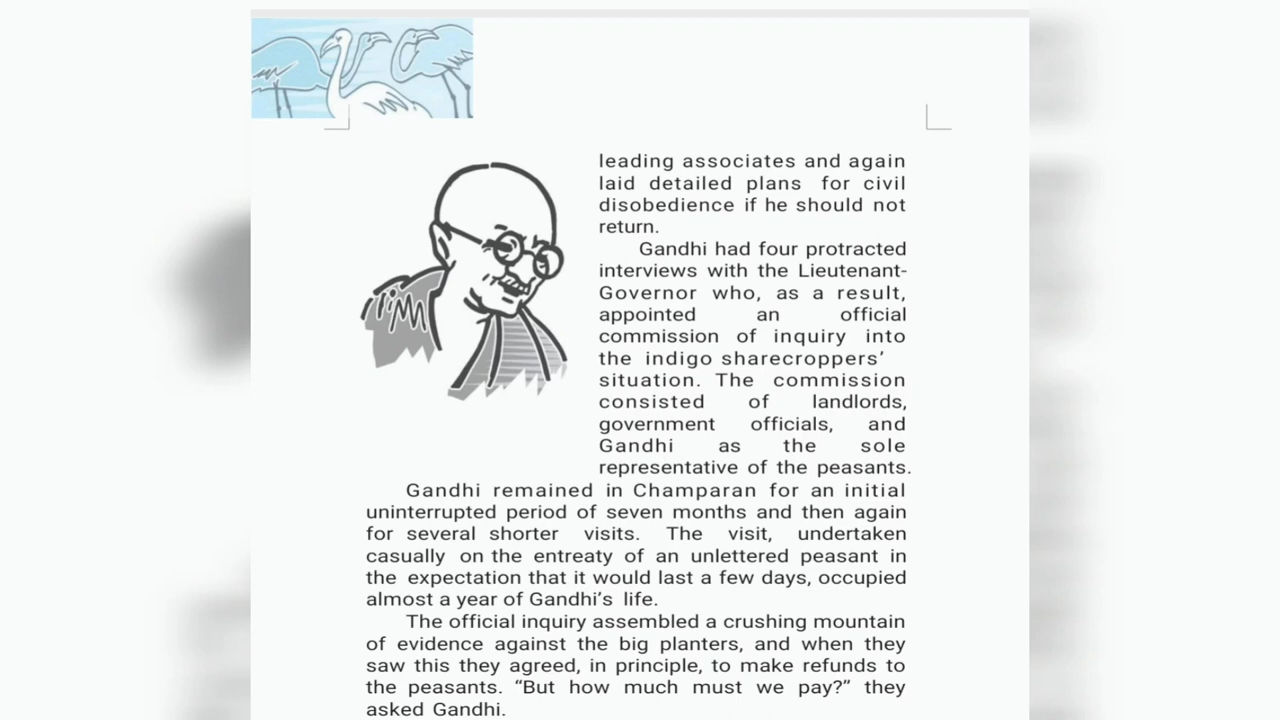 leading associates and again
laid detailed plans for civil
disobedience if he should not
return.
Gandhi had four protracted
interviews with the Lieutenant-
Governor who, as a result,
appointed an official
commission of inquiry into
the indigo sharecroppers’
situation. The commission
consisted of landlords,
government officials, and
Gandhi as the sole
representative of the peasants.
Gandhi remained in Champaran for an initial
uninterrupted period of seven months and then again
for several shorter visits. The visit, undertaken
casually on the entreaty of an unlettered peasant in
the expectation that it would last a few days, occupied
almost a year of Gandhi’s life.
The official inquiry assembled a crushing mountain
of evidence against the big planters, and when they
saw this they agreed, in principle, to make refunds to
the peasants. “But how much must we pay?” they
asked Gandhi.